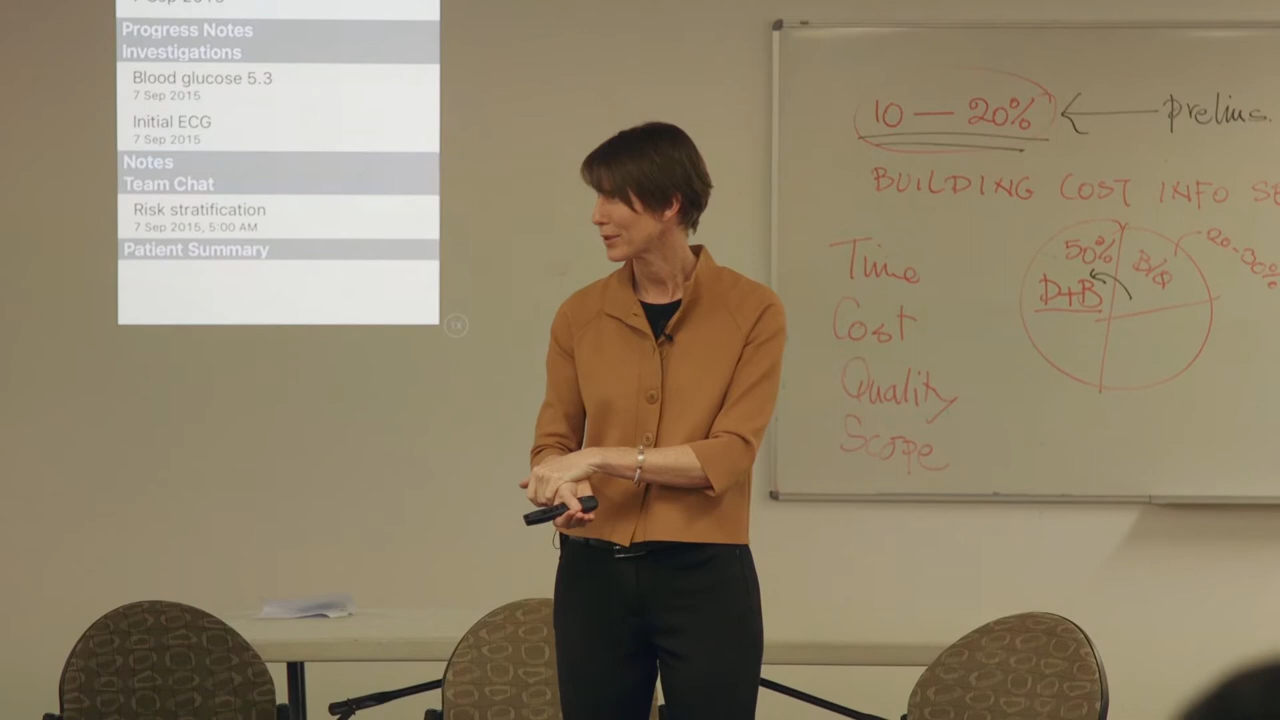 Progress Notes
Investigations
Blood glucose 5.3
7 Sep 2015
Initial ECG
7 Sep 2015
Notes
Team Chat
Risk stratification
7 Sep 2015, 5:00 AM
Patient Summary
1X
10 — 20%
BUILDING COST INFO SE
Time
Cost
Quality
Scope
50%
D+B